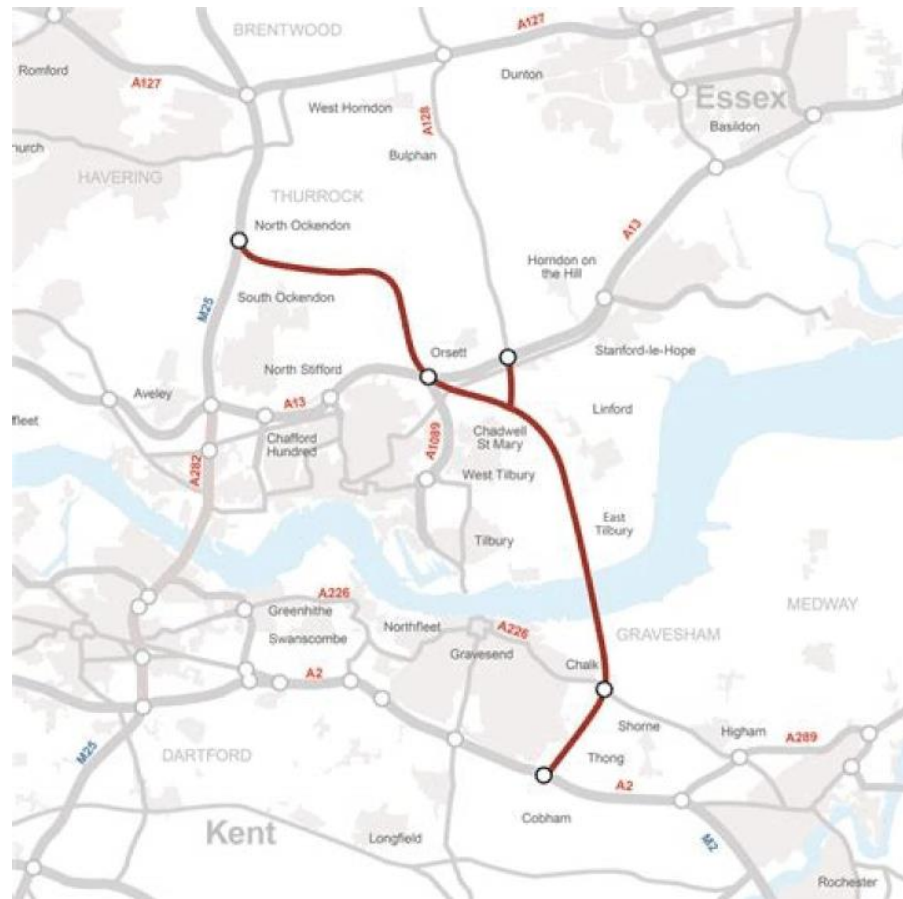 BRENTWOOD
A127
Romford
A127
Dunton
Essex
West Horndon
A128
Basildon
urch
Bulphan
HAVERING
THURROCK
North Ockendon
A13
Horndon on
the Hill
M25
South Ockendon
Orsett
Stanford-le-Hope
North Stifford
Aveley
A13
Linford
fleet
Chafford
Hundred
A1089
Chadwell
St Mary
A282
West Tilbury
East
Tilbury
Tilbury
A226
MEDWAY
Greenhithe
Northfleet
A226
GRAVESHAM
Swanscombe
Gravesend
Chalk
A2
Shorne
Higham
A289
M25
DARTFORD
Thong
A2
Cobham
Kent
Longfield
M2
Rochester